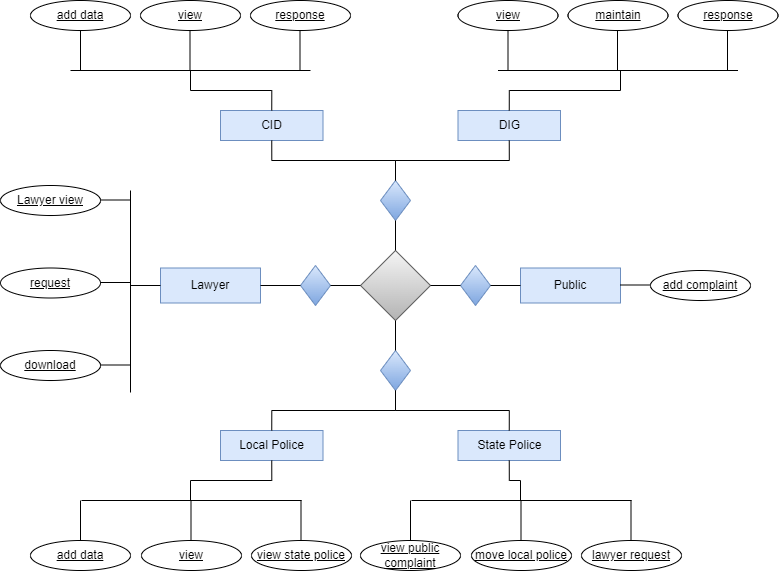 add data
view
response
view
maintain
response
CID
DIG
Lawyer view
request
download
Lawyer
Public
add complaint
Local Police
State Police
add data
view
view state police
view public
complaint
move local police
lawyer request